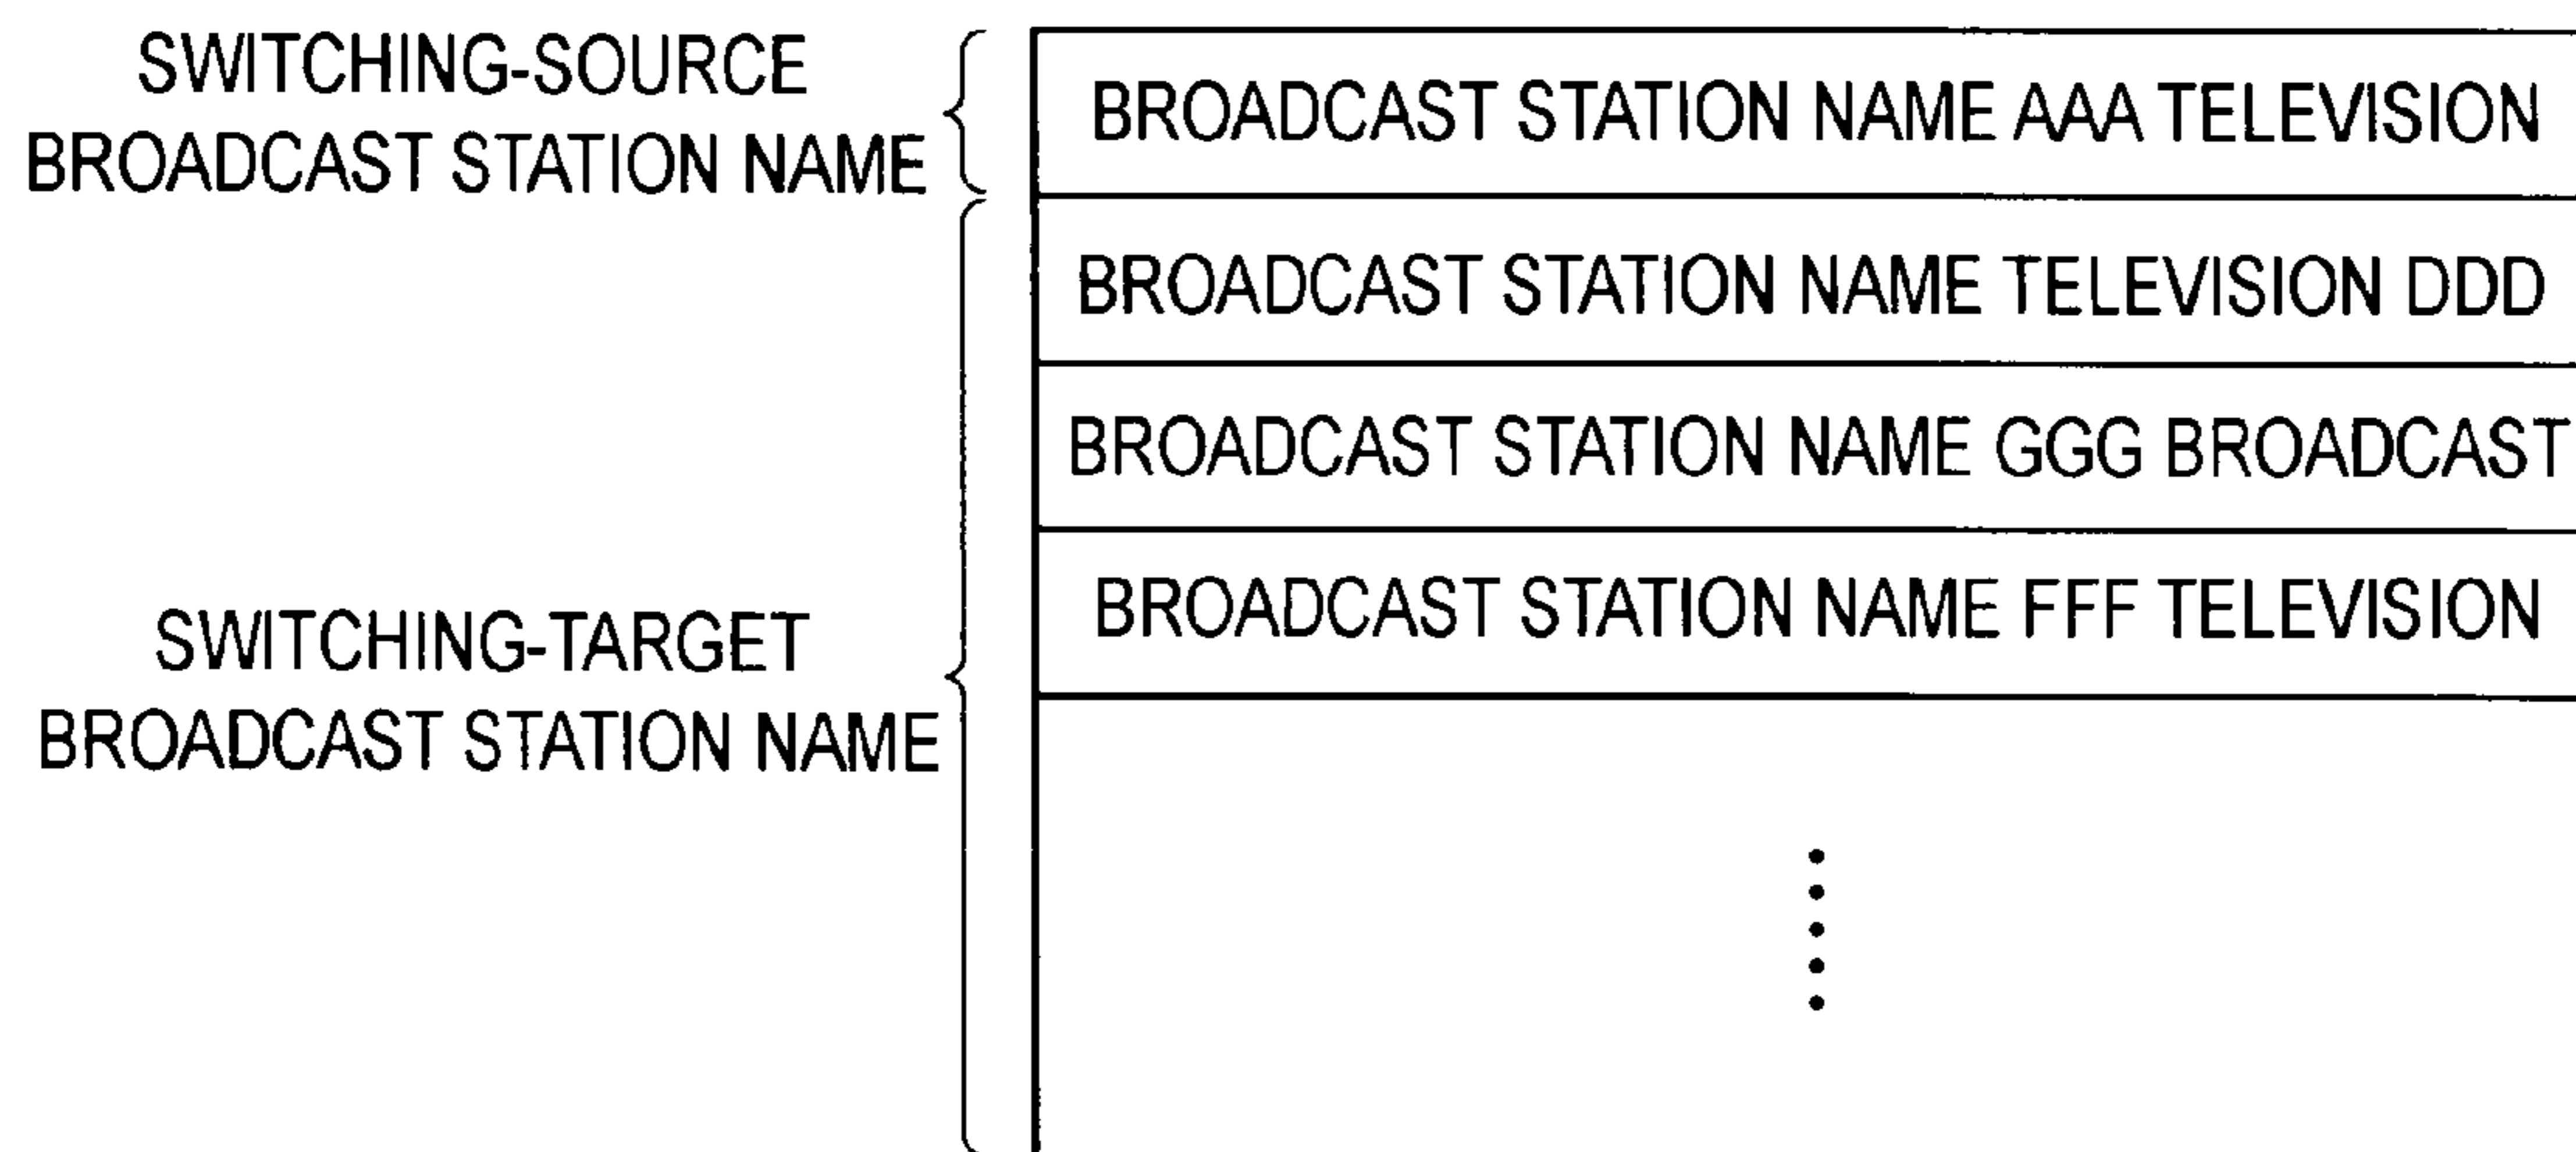 SWITCHING-SOURCE
BROADCAST STATION NAME
BROADCAST STATION NAME AAA TELEVISION
BROADCAST STATION NAME TELEVISION DDD
BROADCAST STATION NAME GGG BROADCAST
BROADCAST STATION NAME FFF TELEVISION
SWITCHING-TARGET
BROADCAST STATION NAME